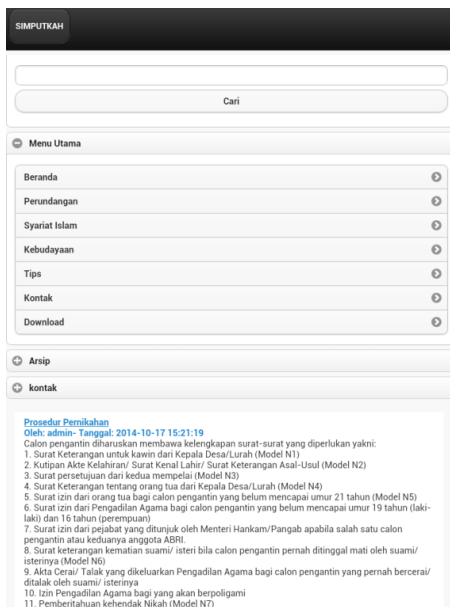 SIMPUTKAH
Cari
Menu Utama
Beranda
Perundangan
Syariat Islam
Kebudayaan
Tips
Kontak
Download
Arsip
kontak
Prosedur Pernikahan
Oleh: admin- Tanggal: 2014-10-17 15:21:19
Calon pengantin diharuskan membawa kelengkapan surat-surat yang diperlukan yakni:
1. Surat Keterangan untuk kawin dari Kepala Desa/Lurah (Model N1)
2. Kutipan Akte Kelahiran/ Surat Kenal Lahir/ Surat Keterangan Asal-Usul (Model N2)
3. Surat persetujuan dari kedua mempelai (Model N3)
4. Surat Keterangan tentang orang tua dari Kepala Desa/Lurah (Model N4)
5. Surat izin dari orang tua bagi calon pengantin yang belum mencapai umur 21 tahun (Model N5)
6. Surat izin dari Pengadilan Agama bagi calon pengantin yang belum mencapai umur 19 tahun (laki-
laki) dan 16 tahun (perempuan)
7. Surat izin dari pejabat yang ditunjuk oleh Menteri Hankam/Pangab apabila salah satu calon
pengantin atau keduanya anggota ABRI.
8. Surat keterangan kematian suami/ isteri bila calon pengantin pernah ditinggal mati oleh suami/
isterinya (Model N6)
9. Akta Cerai/ Talak yang dikeluarkan Pengadilan Agama bagi calon pengantin yang pernah bercerai/
ditalak oleh suami/ isterinya
10. Izin Pengadilan Agama bagi yang akan berpoligami
11. Pemberitahuan kehendak Nikah (Model N7)